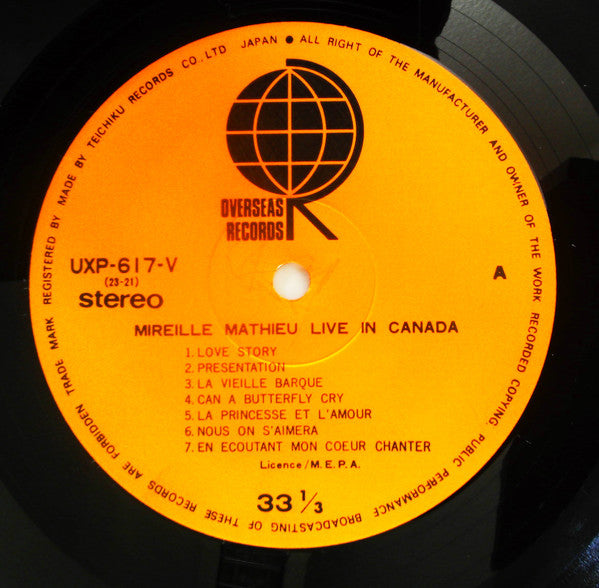 TRADE MARK REGISTERED BY MADE BY TEICHIKU RECORDS CO., LTD JAPAN ● ALL RIGHT OF THE MANUFACTURER AND OWNER OF THE WORK RECORDED COPYING. PUBLIC PERFORMANCE BROADCASTING OF THESE RECORDS ARE FORBIDDEN
OVERSEAS
RECORDS
R
UXP-617-V
(23-21)
stereo
A
MIREILLE MATHIEU LIVE IN CANADA
1. LOVE STORY
2. PRESENTATION
3. LA VIEILLE BARQUE
4. CAN A BUTTERFLY CRY
5. LA PRINCESSE ET L'AMOUR
6. NOUS ON S'AIMERA
7. EN ECOUTANT MON COEUR CHANTER
Licence/M.E.P.A.
33 1/3